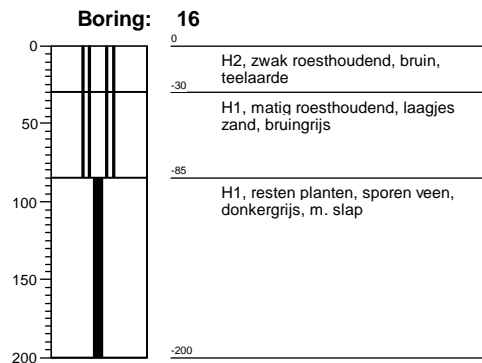 Boring: 16
0
0
H2, zwak roesthoudend, bruin,
teelaarde
-30
H1, matig roesthoudend, laagjes
zand, bruingrijs
50
-85
H1, resten planten, sporen veen,
donkergrijs, m. slap
100
150
200
-200